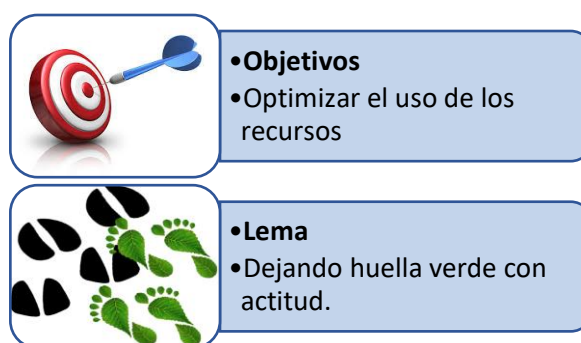 •Objetivos
•Optimizar el uso de los
recursos
•Lema
•Dejando huella verde con
actitud.